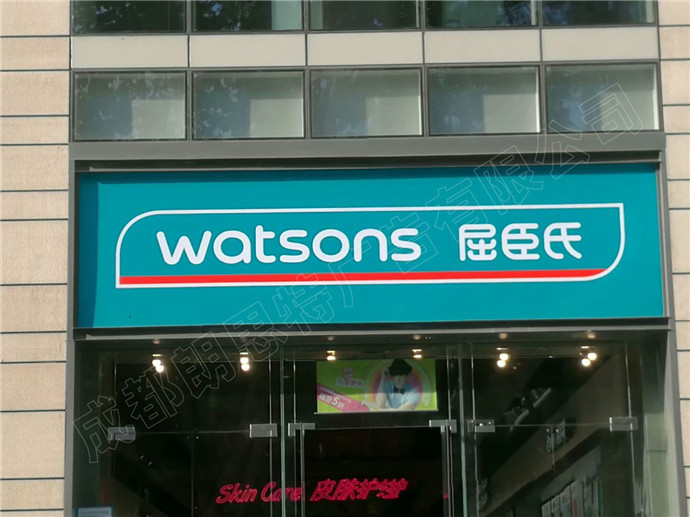 watsons 屈臣氏
Skin Care 皮肤护理
成都朗思特广告有限公司